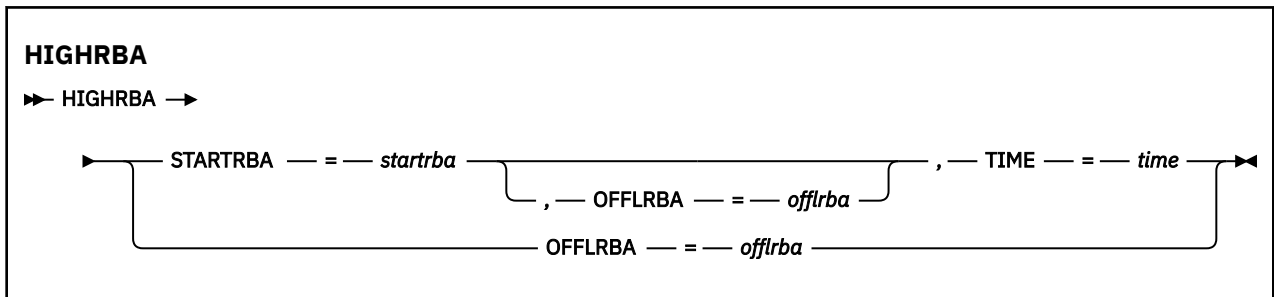 HIGHRBA
HIGHRBA
STARTRBA = startrba , TIME = time
, OFFLRBA = offlrba
OFFLRBA = offlrba